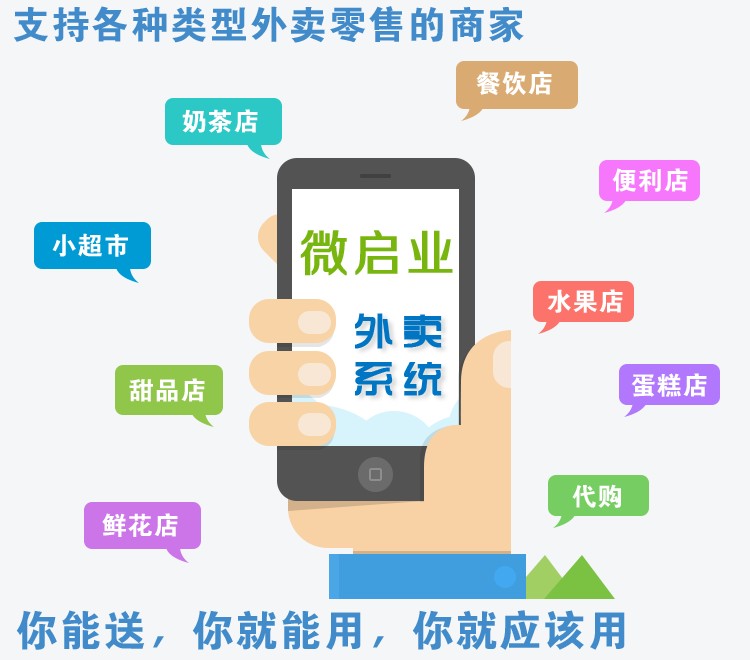 支持各种类型外卖零售的商家
餐饮店
奶茶店
便利店
小超市
微启业
水果店
外卖
系统
甜品店
蛋糕店
代购
鲜花店
你能送，你就能用，你就应该用